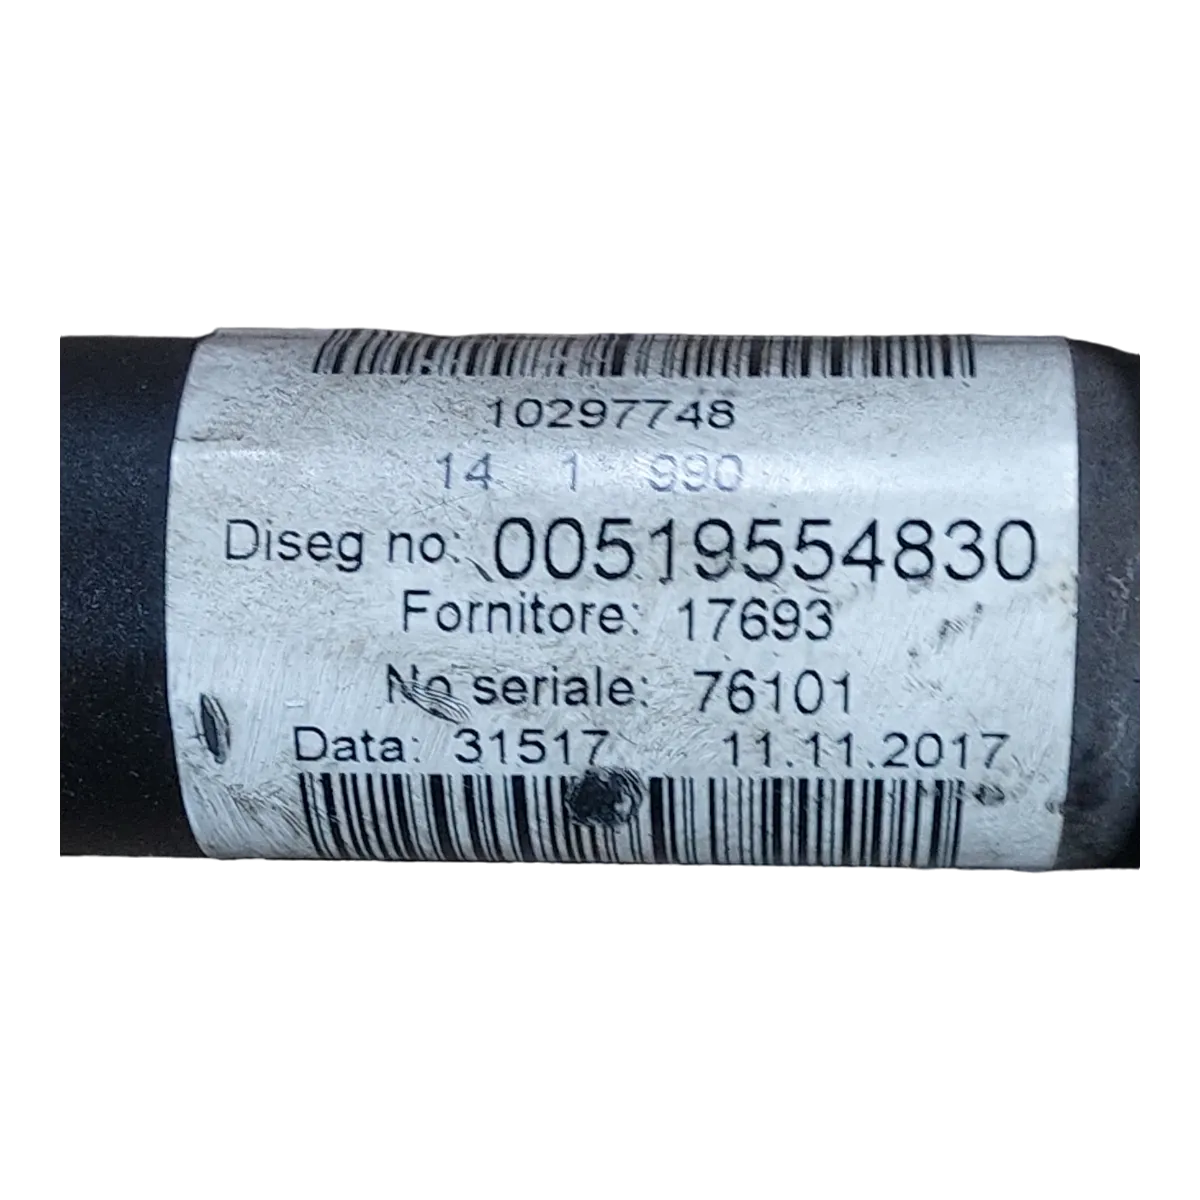 10297748
14 1 990
Diseg no: 00519554830
Fornitore: 17693
No seriale: 76101
Data: 31517 11.11.2017